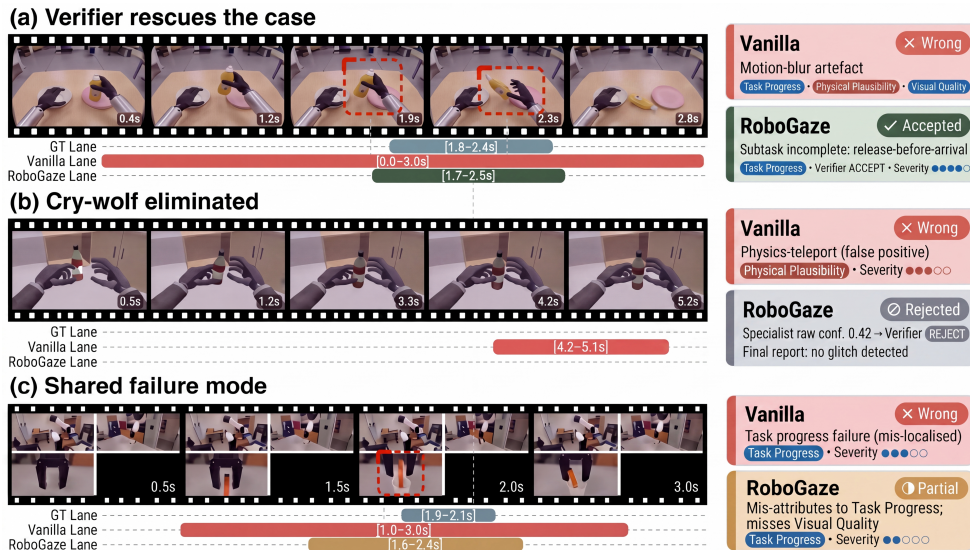 (a) Verifier rescues the case
0.4s
1.2s
1.9s
2.3s
2.8s
GT Lane
[1.8–2.4s]
Vanilla Lane
[0.0–3.0s]
RoboGaze Lane
[1.7–2.5s]
Vanilla
× Wrong
Motion-blur artefact
Task Progress • Physical Plausibility • Visual Quality
RoboGaze
✓ Accepted
Subtask incomplete: release-before-arrival
Task Progress • Verifier ACCEPT • Severity ●●●●○
(b) Cry-wolf eliminated
0.5s
1.2s
3.3s
4.2s
5.2s
GT Lane
Vanilla Lane
[4.2–5.1s]
RoboGaze Lane
Vanilla
× Wrong
Physics-teleport (false positive)
Physical Plausibility • Severity ●●●○○
RoboGaze
Rejected
Specialist raw conf. 0.42 → Verifier REJECT
Final report: no glitch detected
(c) Shared failure mode
0.5s
1.5s
2.0s
3.0s
GT Lane
[1.9–2.1s]
Vanilla Lane
[1.0–3.0s]
RoboGaze Lane
[1.6–2.4s]
Vanilla
× Wrong
Task progress failure (mis-localised)
Task Progress • Severity ●●●○○
RoboGaze
Partial
Mis-attributes to Task Progress;
misses Visual Quality
Task Progress • Severity ●●○○○